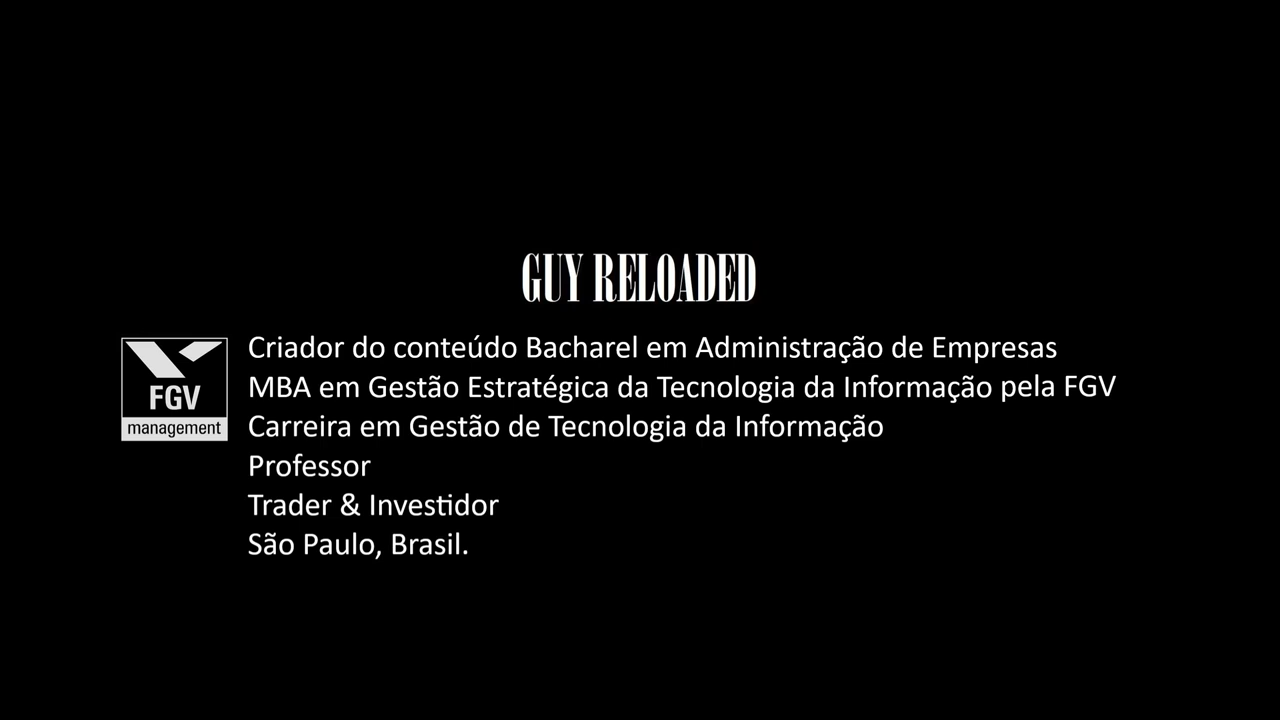 GUY RELOADED
FGV
management
Criador do conteúdo Bacharel em Administração de Empresas
MBA em Gestão Estratégica da Tecnologia da Informação pela FGV
Carreira em Gestão de Tecnologia da Informação
Professor
Trader & Investidor
São Paulo, Brasil.